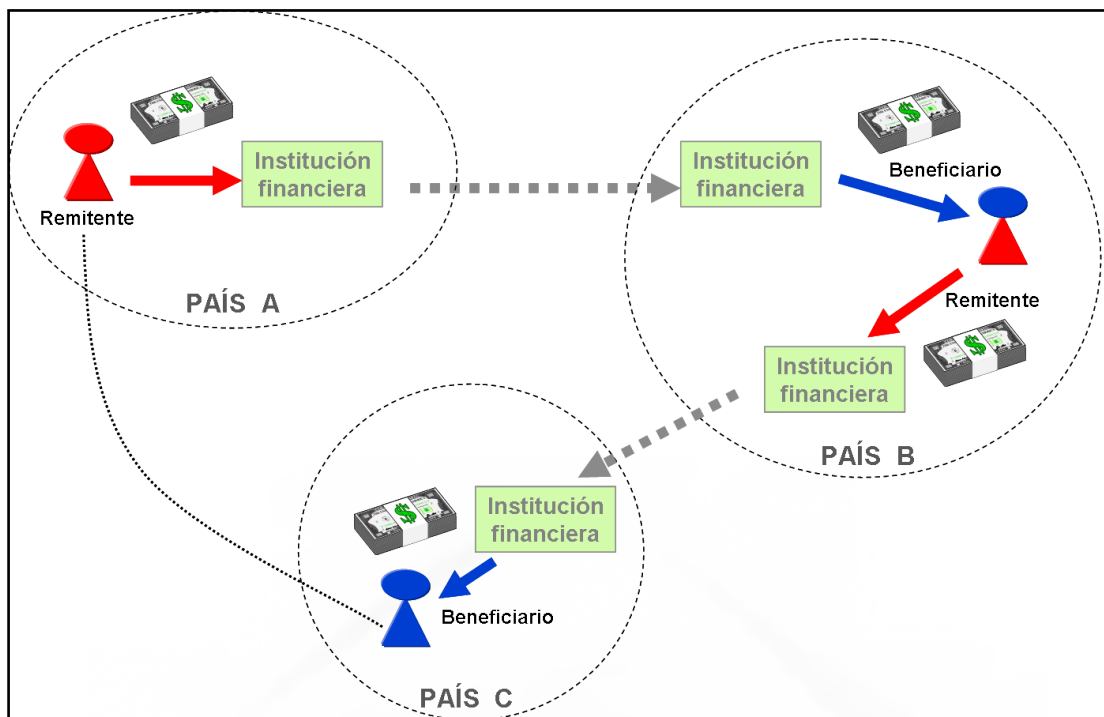 Institución
financiera
Remitente
PAÍS A
Institución
financiera
Beneficiario
Remitente
Institución
financiera
PAÍS B
Institución
financiera
Beneficiario
PAÍS C